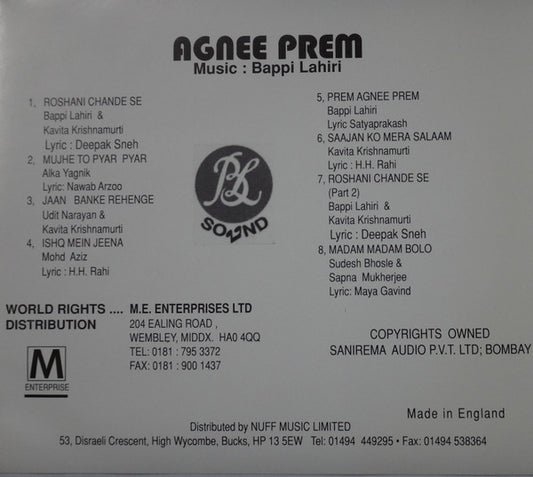 AGNEE PREM
Music : Bappi Lahiri
1, ROSHANI CHANDE SE
Bappi Lahiri &
Kavita Krishnamurti
Lyric : Deepak Sneh
2, MUJHE TO PYAR PYAR
Alka Yagnik
Lyric: Nawab Arzoo
3, JAAN BANKE REHENGE
Udit Narayan &
Kavita Krishnamurti
4, ISHQ MEIN JEENA
Mohd Aziz
Lyric : H.H. Rahi
BL
SOUND
5, PREM AGNEE PREM
Bappi Lahiri
Lyric Satyaprakash
6, SAAJAN KO MERA SALAAM
Kavita Krishnamurti
Lyric : H.H. Rahi
7, ROSHANI CHANDE SE
(Part 2)
Bappi Lahiri &
Kavita Krishnamurti
Lyric : Deepak Sneh
8, MADAM MADAM BOLO
Sudesh Bhosle &
Sapna Mukherjee
Lyric: Maya Gavind
WORLD RIGHTS .... M.E. ENTERPRISES LTD
DISTRIBUTION 204 EALING ROAD ,
WEMBLEY, MIDDX. HA0 4QQ
TEL: 0181 : 795 3372
FAX: 0181 : 900 1437
M
ENTERPRISE
COPYRIGHTS OWNED
SANIREMA AUDIO P.V.T. LTD; BOMBAY
Made in England
Distributed by NUFF MUSIC LIMITED
53, Disraeli Crescent, High Wycombe, Bucks, HP 13 5EW Tel: 01494 449295 • Fax: 01494 538364